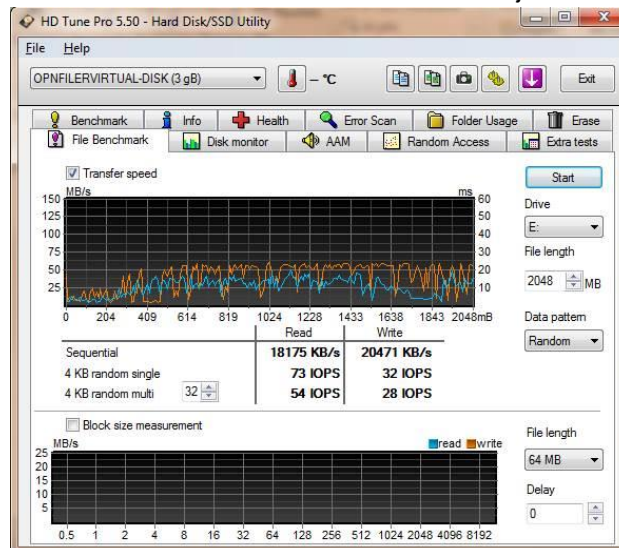 HD Tune Pro 5.50 - Hard Disk/SSD Utility
File Help
OPNFILERVIRTUAL-DISK (3 gB) – °C Exit
Benchmark Info Health Error Scan Folder Usage Erase
File Benchmark Disk monitor AAM Random Access Extra tests
Transfer speed Start
MB/s ms
150 60
125 50
100 40
75 30
50 20
25 10
0 204 409 614 819 1024 1228 1433 1638 1843 2048mB
Drive
E:
File length
2048 MB
Data pattern
Random
Read Write
Sequential 18175 KB/s 20471 KB/s
4 KB random single 73 IOPS 32 IOPS
4 KB random multi 32 54 IOPS 28 IOPS
Block size measurement
MB/s read write
25
20
15
10
5
0.5 1 2 4 8 16 32 64 128 256 512 1024 2048 4096 8192
File length
64 MB
Delay
0